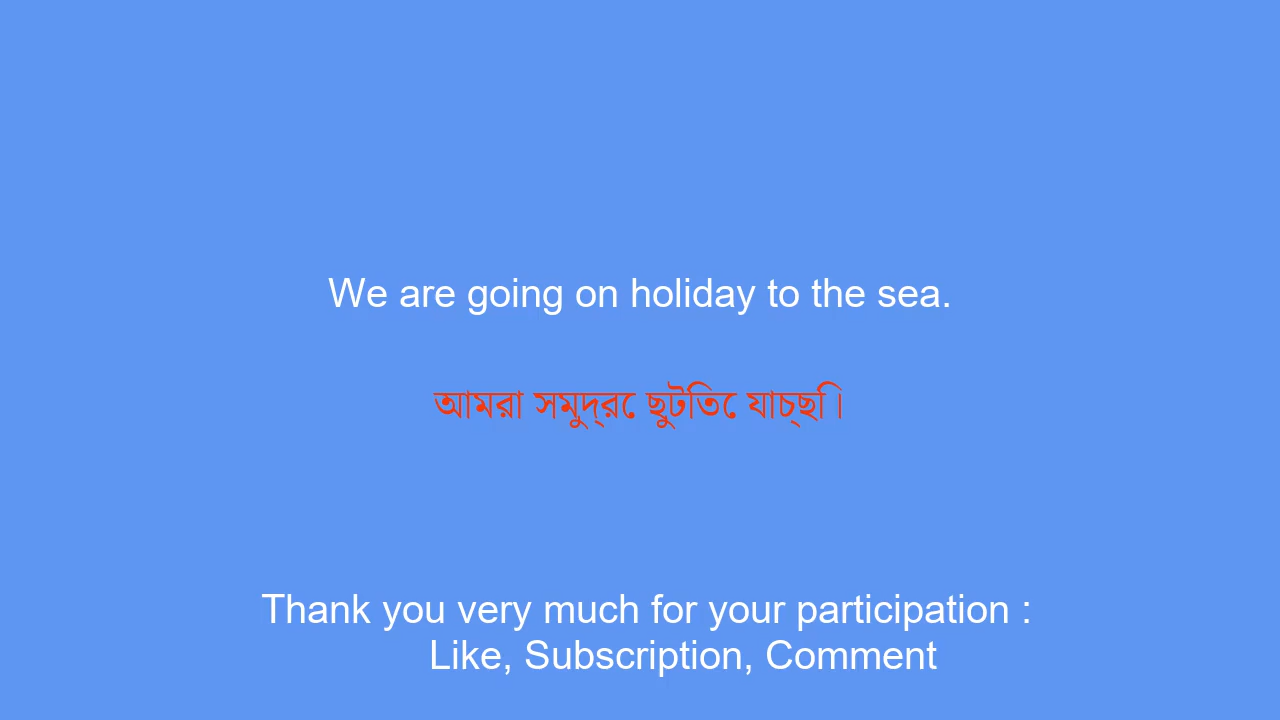 We are going on holiday to the sea.
আমরা সমুদ্রে ছুটিতে যাচ্ছি।
Thank you very much for your participation :
Like, Subscription, Comment